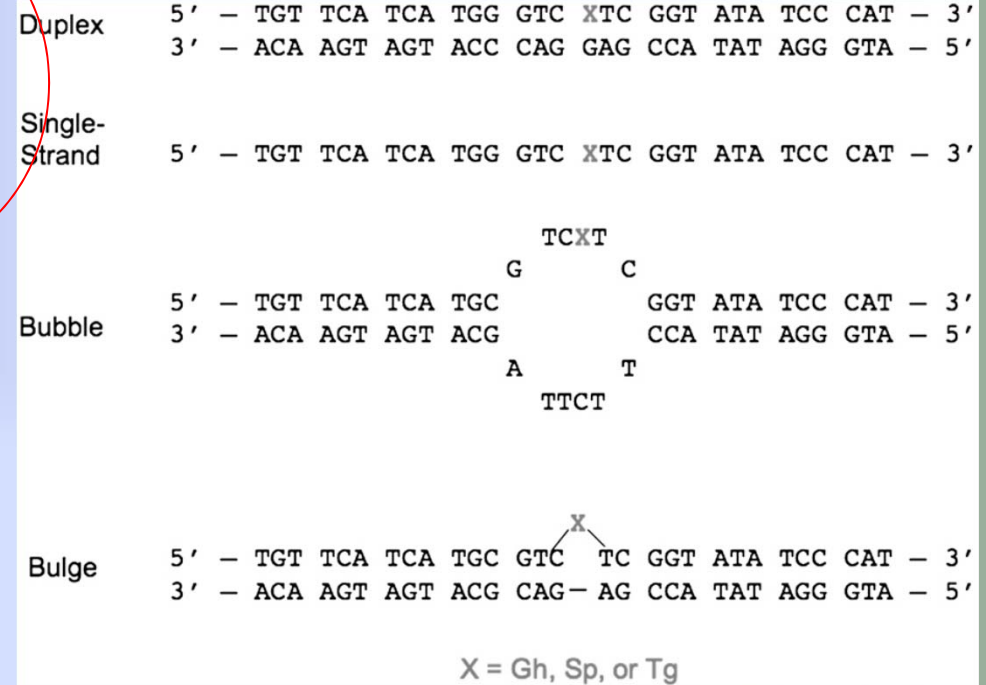 Duplex
5′ – TGT TCA TCA TGG GTC XTC GGT ATA TCC CAT – 3′
3′ – ACA AGT AGT ACC CAG GAG CCA TAT AGG GTA – 5′
Single-
Strand
5′ – TGT TCA TCA TGG GTC XTC GGT ATA TCC CAT – 3′
TCXT
G C
5′ – TGT TCA TCA TGC GGT ATA TCC CAT – 3′
Bubble
3′ – ACA AGT AGT ACG CCA TAT AGG GTA – 5′
A T
TTCT
X
Bulge
5′ – TGT TCA TCA TGC GTC TC GGT ATA TCC CAT – 3′
3′ – ACA AGT AGT ACG CAG– AG CCA TAT AGG GTA – 5′
X = Gh, Sp, or Tg